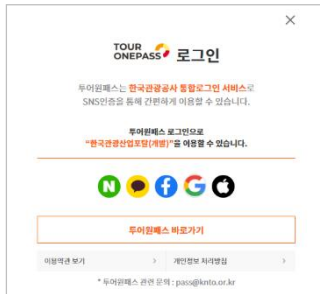 TOUR
ONEPASS 로그인
투어원패스는 한국관광공사 통합로그인 서비스로
SNS인증을 통해 간편하게 이용할 수 있습니다.
투어원패스 로그인으로
"한국관광산업포털(개발)"을 이용할 수 있습니다.
투어원패스 바로가기
이용약관 보기 > 개인정보 처리방침 >
* 투어원패스 관련 문의 : pass@knto.or.kr